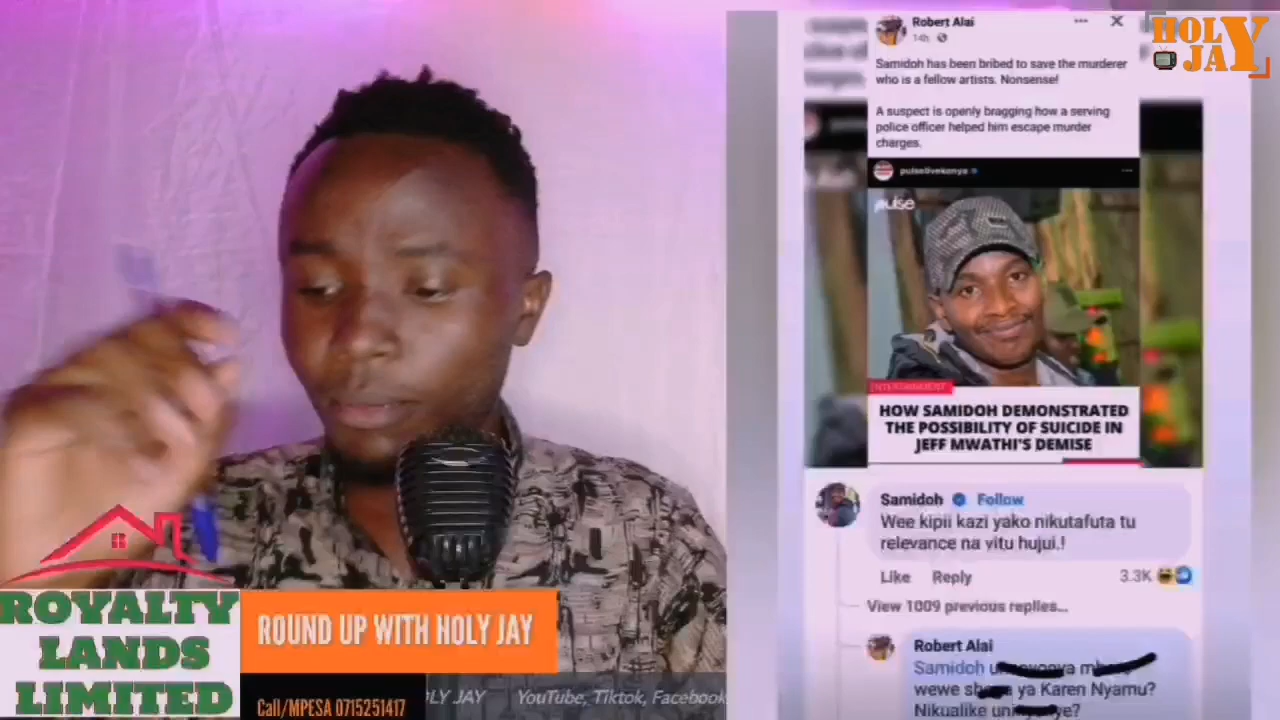 Robert Alai
14h
Samidoh has been bribed to save the murderer
who is a fellow artists. Nonsense!
A suspect is openly bragging how a serving
police officer helped him escape murder
charges.
pulselivekenya
pulse
ENTERTAINMENT
HOW SAMIDOH DEMONSTRATED
THE POSSIBILITY OF SUICIDE IN
JEFF MWATHI'S DEMISE
Samidoh Follow
Wee kipii kazi yako nikutafuta tu
relevance na vitu hujui.!
Like Reply 3.3K
View 1009 previous replies...
Robert Alai
Samidoh
wewe ya Karen Nyamu?
Nikualike
HOLY
JAY
ROYALTY
LANDS
LIMITED
ROUND UP WITH HOLY JAY
Call/MPESA 0715251417
LY JAY YouTube, Tiktok, Facebook